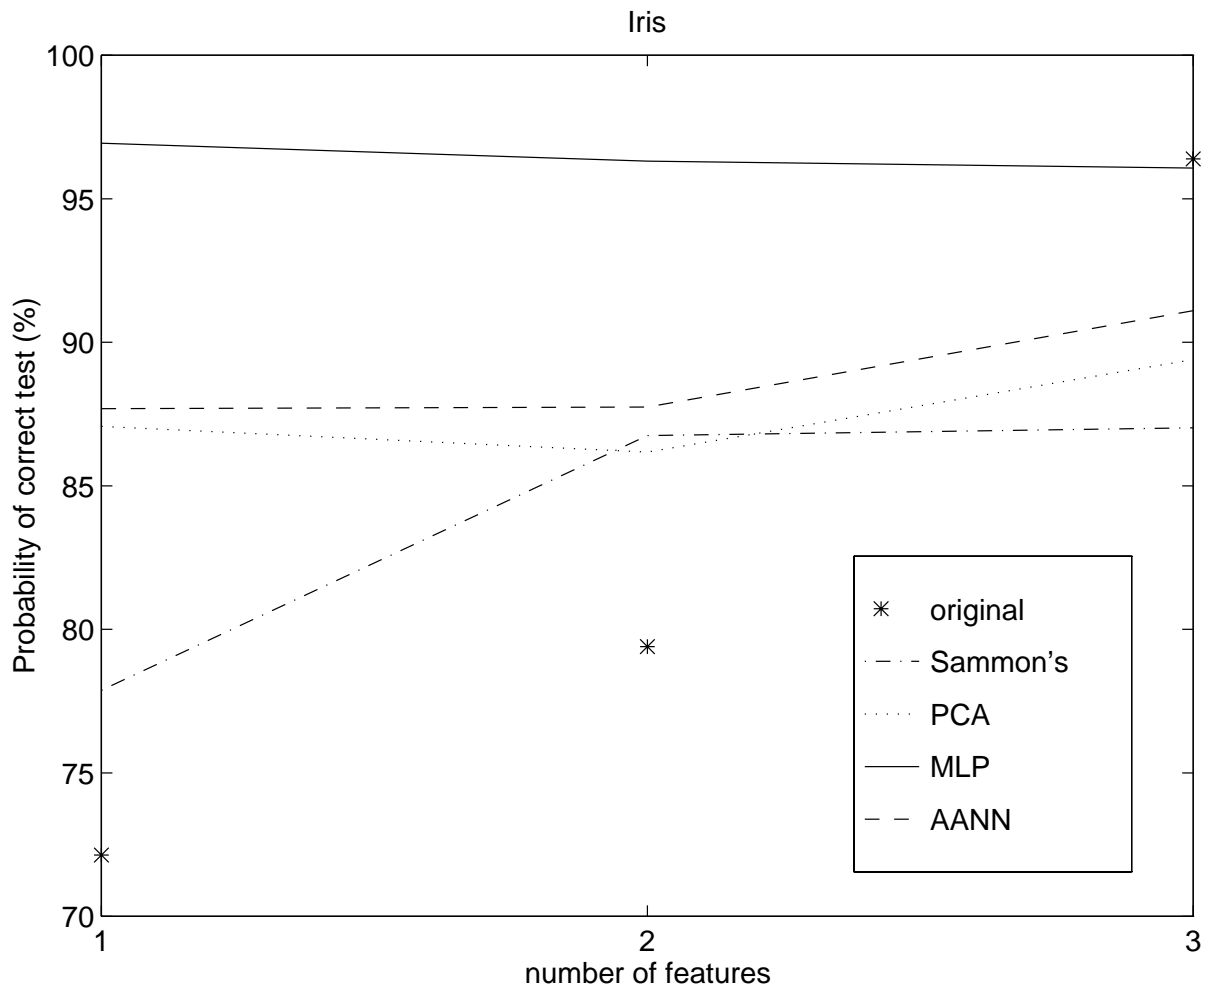 Iris
100
95
90
85
80
75
70
Probability of correct test (%)
original
Sammon's
PCA
MLP
AANN
1
2
3
number of features